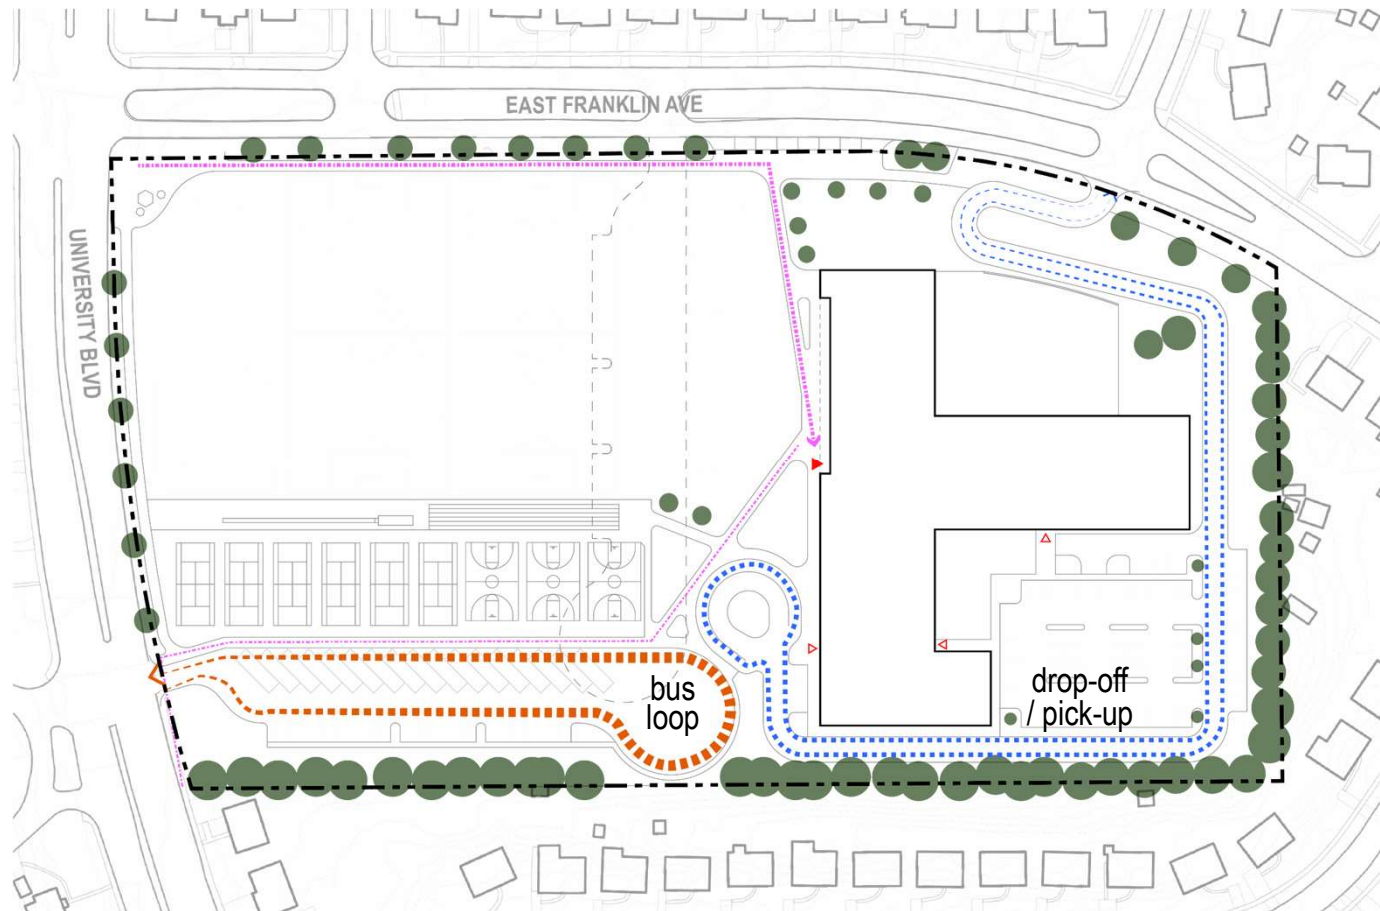 EAST FRANKLIN AVE
UNIVERSITY BLVD
bus
loop
drop-off
/ pick-up